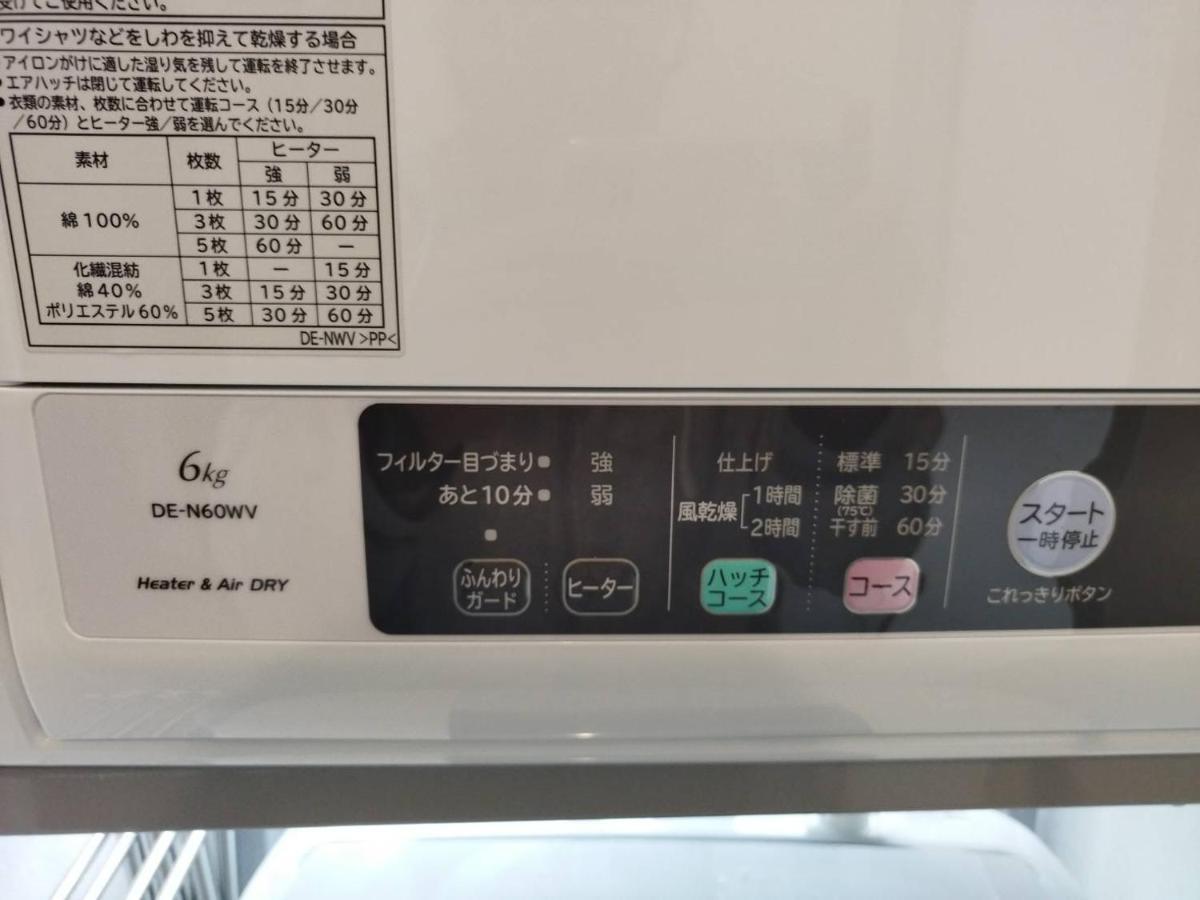 受けてご使用ください。
ワイシャツなどをしわを抑えて乾燥する場合
・アイロンがけに適した湿り気を残して運転を終了させます。
・エアハッチは閉じて運転してください。
●衣類の素材、枚数に合わせて運転コース（15分／30分
／60分）とヒーター強／弱を選んでください。
素材 枚数 ヒーター
強 弱
綿100% 1枚 15分 30分
3枚 30分 60分
5枚 60分 ー
化繊混紡 綿40% ポリエステル60% 1枚 ー 15分
3枚 15分 30分
5枚 30分 60分
DE-NWV >PP<
6kg
DE-N60WV
Heater & Air DRY
フィルター目づまり
あと10分
ふんわり
ガード
強
弱
ヒーター
仕上げ
風乾燥 1時間
2時間
ハッチ
コース
標準 15分
除菌 30分
(75℃)
干す前 60分
コース
スタート
一時停止
これっきりボタン